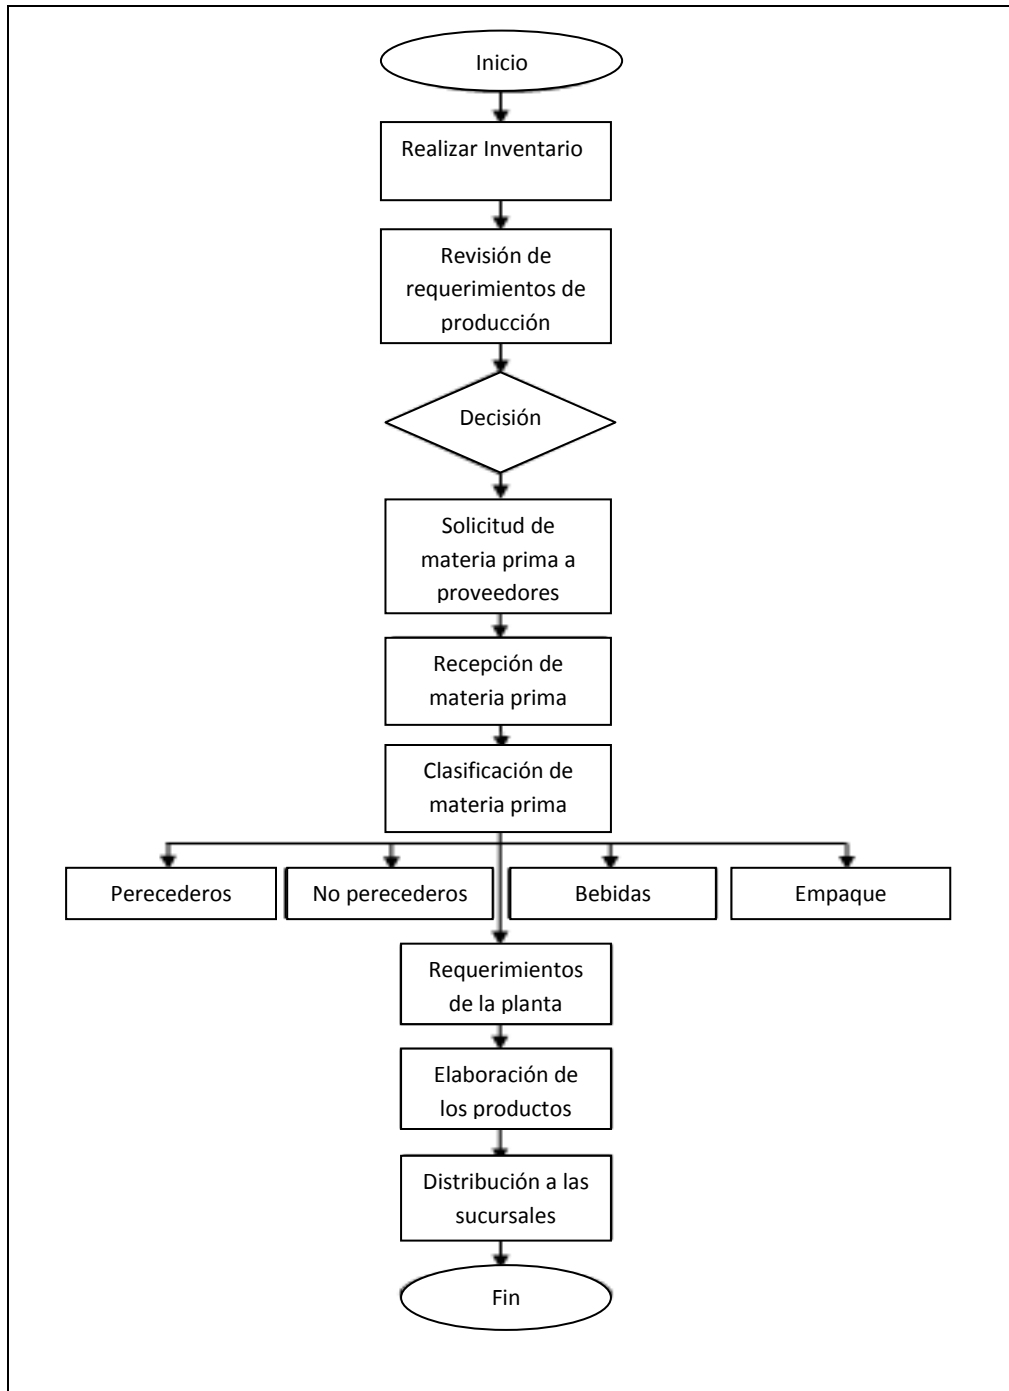 Inicio
Realizar Inventario
Revisión de
requerimientos de
producción
Decisión
Solicitud de
materia prima a
proveedores
Recepción de
materia prima
Clasificación de
materia prima
Perecederos
No perecederos
Bebidas
Empaque
Requerimientos
de la planta
Elaboración de
los productos
Distribución a las
sucursales
Fin